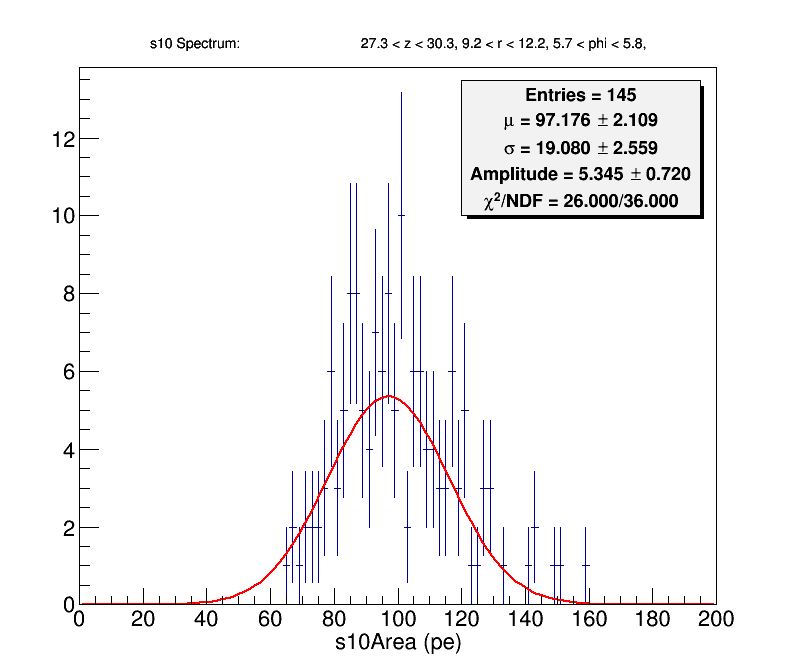 s10 Spectrum: 27.3 < z < 30.3, 9.2 < r < 12.2, 5.7 < phi < 5.8,
Entries = 145
μ = 97.176 ± 2.109
σ = 19.080 ± 2.559
Amplitude = 5.345 ± 0.720
χ²/NDF = 26.000/36.000
12
10
8
6
4
2
0
0 20 40 60 80 100 120 140 160 180 200
s10Area (pe)